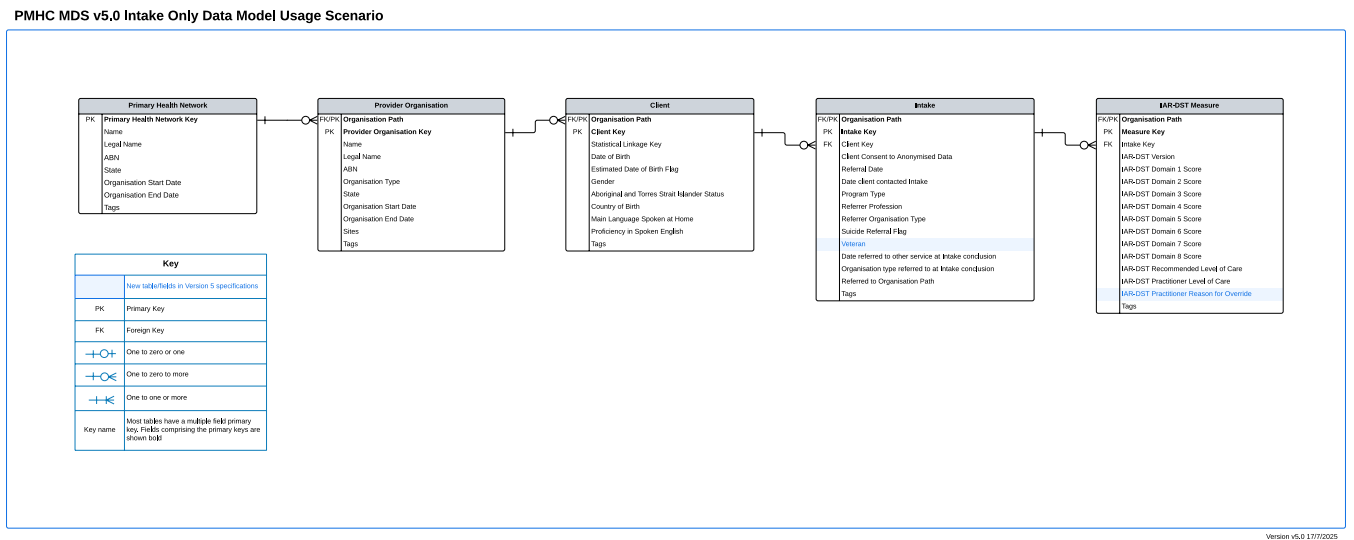 PMHC MDS v5.0 Intake Only Data Model Usage Scenario
Primary Health Network
PK Primary Health Network Key
Name
Legal Name
ABN
State
Organisation Start Date
Organisation End Date
Tags
Provider Organisation
FK/PK Organisation Path
PK Provider Organisation Key
Name
Legal Name
ABN
Organisation Type
State
Organisation Start Date
Organisation End Date
Sites
Tags
Client
FK/PK Organisation Path
PK Client Key
Statistical Linkage Key
Date of Birth
Estimated Date of Birth Flag
Gender
Aboriginal and Torres Strait Islander Status
Country of Birth
Main Language Spoken at Home
Proficiency in Spoken English
Tags
Intake
FK/PK Organisation Path
PK Intake Key
FK Client Key
Client Consent to Anonymised Data
Referral Date
Date client contacted Intake
Program Type
Referrer Profession
Referrer Organisation Type
Suicide Referral Flag
Veteran
Date referred to other service at Intake conclusion
Organisation type referred to at Intake conclusion
Referred to Organisation Path
Tags
IAR-DST Measure
FK/PK Organisation Path
PK Measure Key
FK Intake Key
IAR-DST Version
IAR-DST Domain 1 Score
IAR-DST Domain 2 Score
IAR-DST Domain 3 Score
IAR-DST Domain 4 Score
IAR-DST Domain 5 Score
IAR-DST Domain 6 Score
IAR-DST Domain 7 Score
IAR-DST Domain 8 Score
IAR-DST Recommended Level of Care
IAR-DST Practitioner Level of Care
IAR-DST Practitioner Reason for Override
Tags
Key
New table/fields in Version 5 specifications
PK Primary Key
FK Foreign Key
One to zero or one
One to zero to more
One to one or more
Key name
Most tables have a multiple field primary
key. Fields comprising the primary keys are
shown bold
Version v5.0 17/7/2025